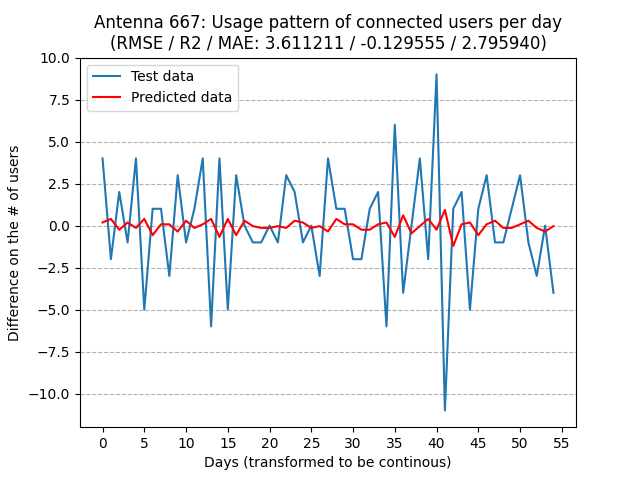 Antenna 667: Usage pattern of connected users per day
(RMSE / R2 / MAE: 3.611211 / -0.129555 / 2.795940)
Test data
Predicted data
Difference on the # of users
10.0
7.5
5.0
2.5
0.0
−2.5
−5.0
−7.5
−10.0
0 5 10 15 20 25 30 35 40 45 50 55
Days (transformed to be continous)